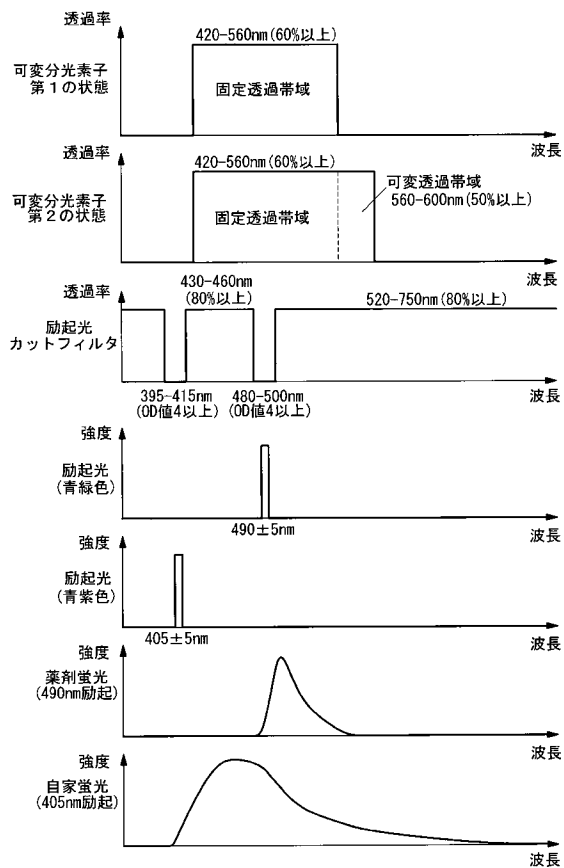 透過率
420-560nm(60%以上)
可変分光素子
第1の状態
固定透過帯域
波長
透過率
420-560nm(60%以上)
可変透過帯域
560-600nm(50%以上)
可変分光素子
第2の状態
固定透過帯域
波長
透過率
430-460nm
(80%以上)
520-750nm(80%以上)
励起光
カットフィルタ
波長
395-415nm
(OD値4以上)
480-500nm
(OD値4以上)
強度
励起光
(青緑色)
490±5nm
波長
強度
励起光
(青紫色)
405±5nm
波長
強度
薬剤蛍光
(490nm励起)
波長
強度
自家蛍光
(405nm励起)
波長